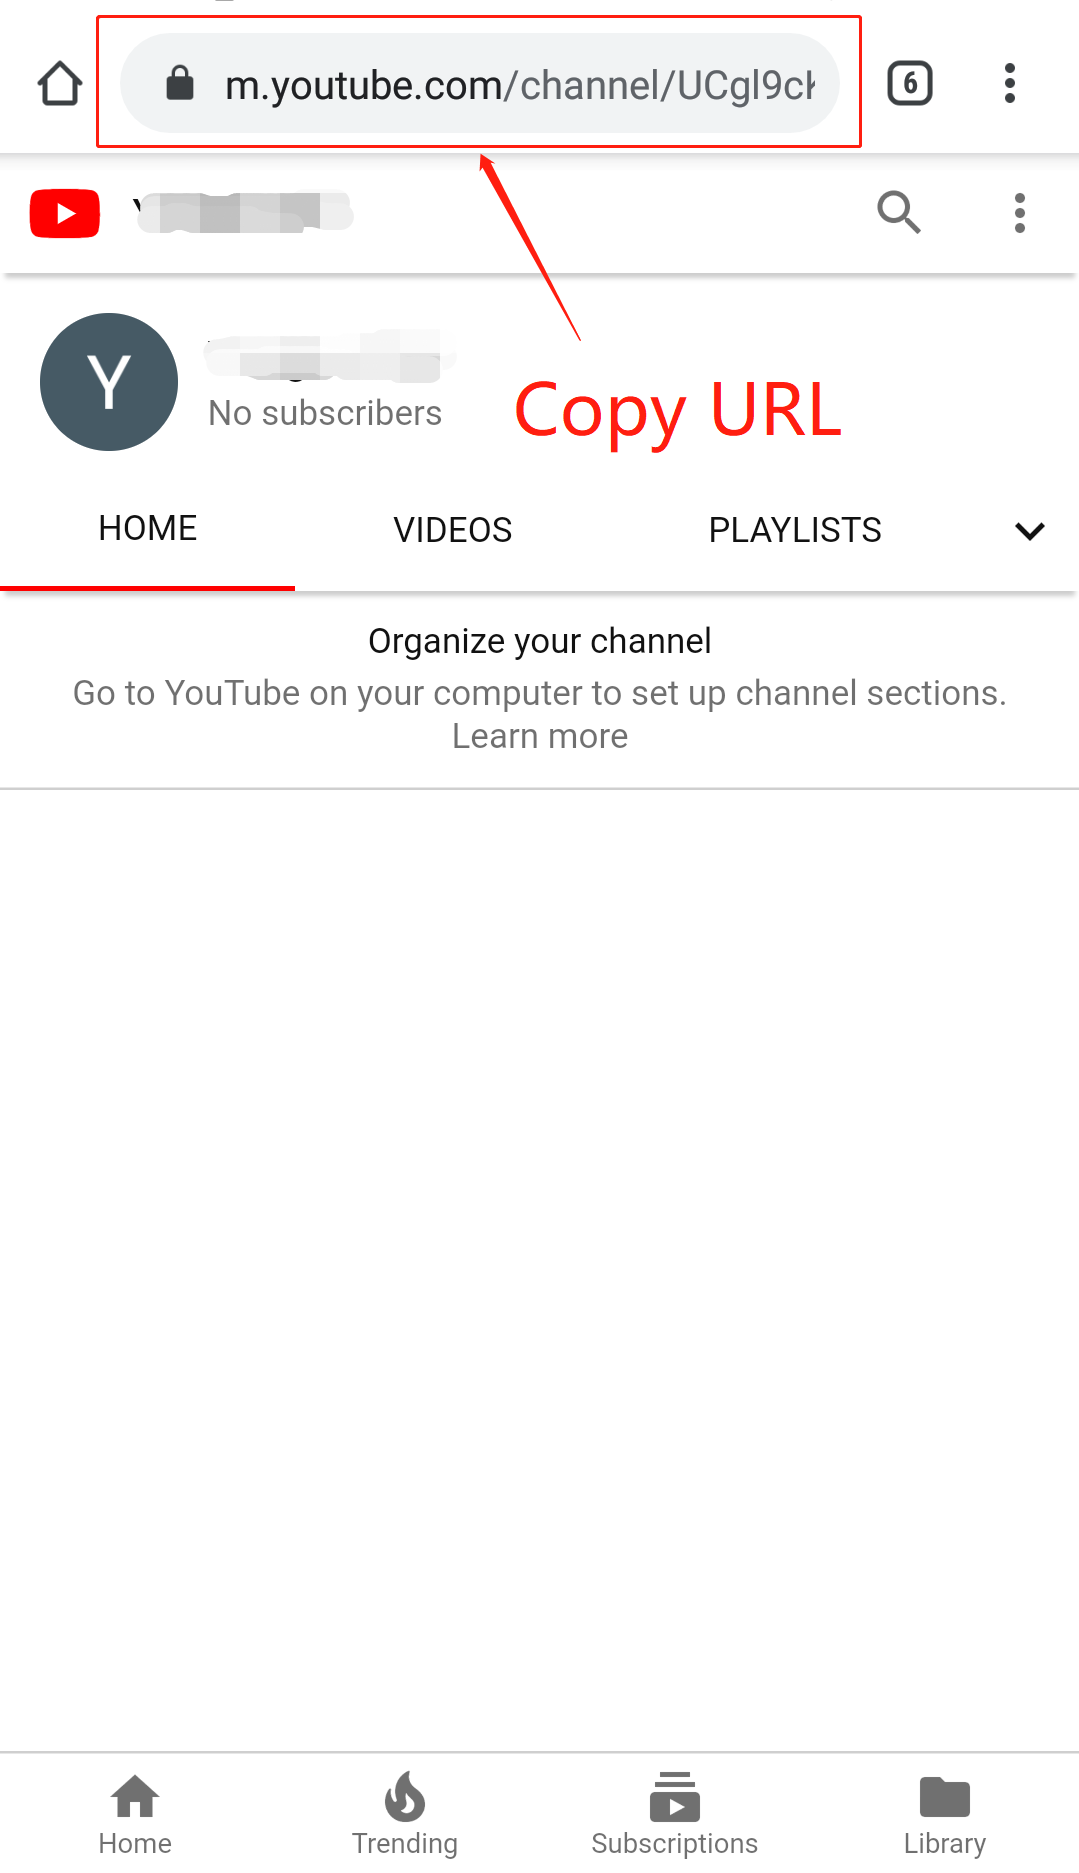 m.youtube.com/channel/UCgl9ck
6
Y
No subscribers
Copy URL
HOME
VIDEOS
PLAYLISTS
Organize your channel
Go to YouTube on your computer to set up channel sections.
Learn more
Home
Trending
Subscriptions
Library